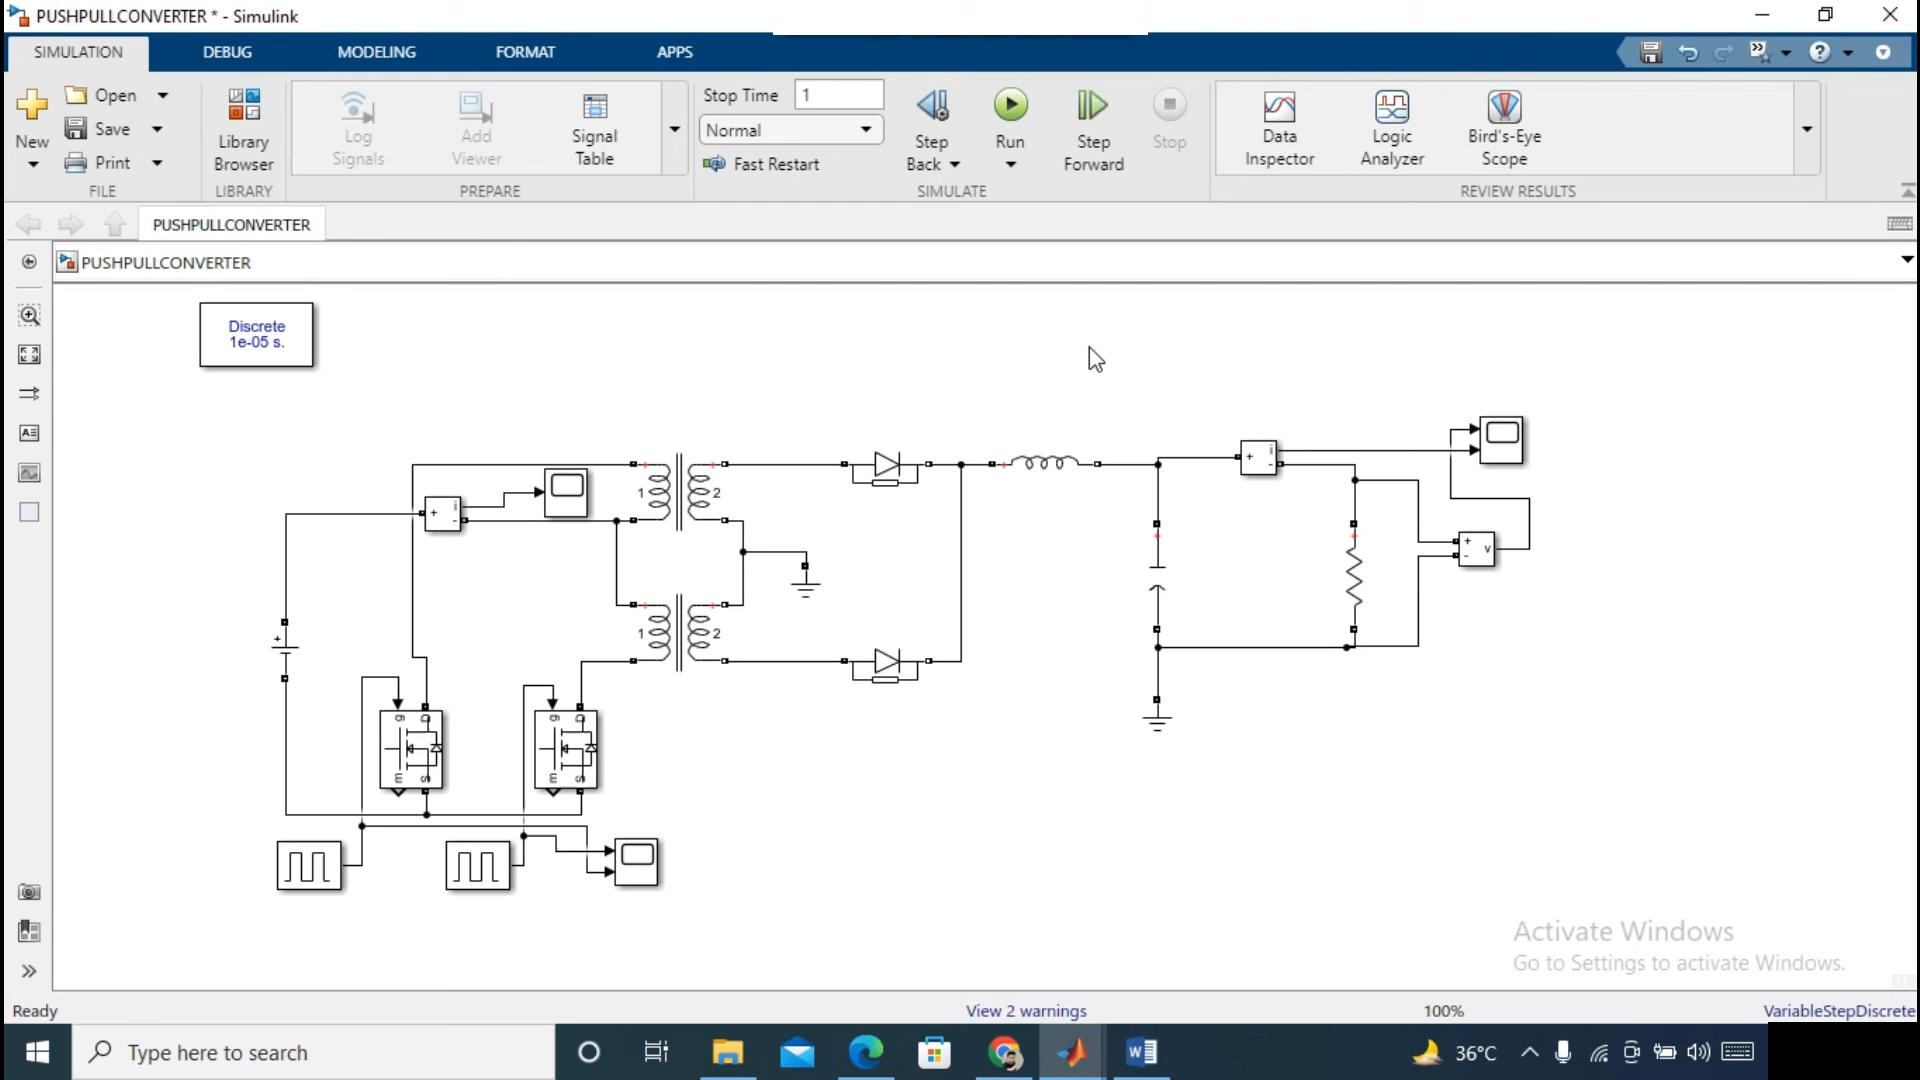 PUSHPULLCONVERTER * - Simulink
SIMULATION DEBUG MODELING FORMAT APPS
New
Open
Save
Print
FILE
Library Browser
LIBRARY
Log Signals
Add Viewer
Signal Table
PREPARE
Stop Time 1
Normal
Fast Restart
Step Back
Run
Step Forward
Stop
SIMULATE
Data Inspector
Logic Analyzer
Bird's-Eye Scope
REVIEW RESULTS
PUSHPULLCONVERTER
PUSHPULLCONVERTER
Discrete
1e-05 s.
+ i -
1 2
+ i -
+ - v
1 2
+
g D
m S
g D
m S
Activate Windows
Go to Settings to activate Windows.
Ready View 2 warnings 100% VariableStepDiscrete
Type here to search
36°C